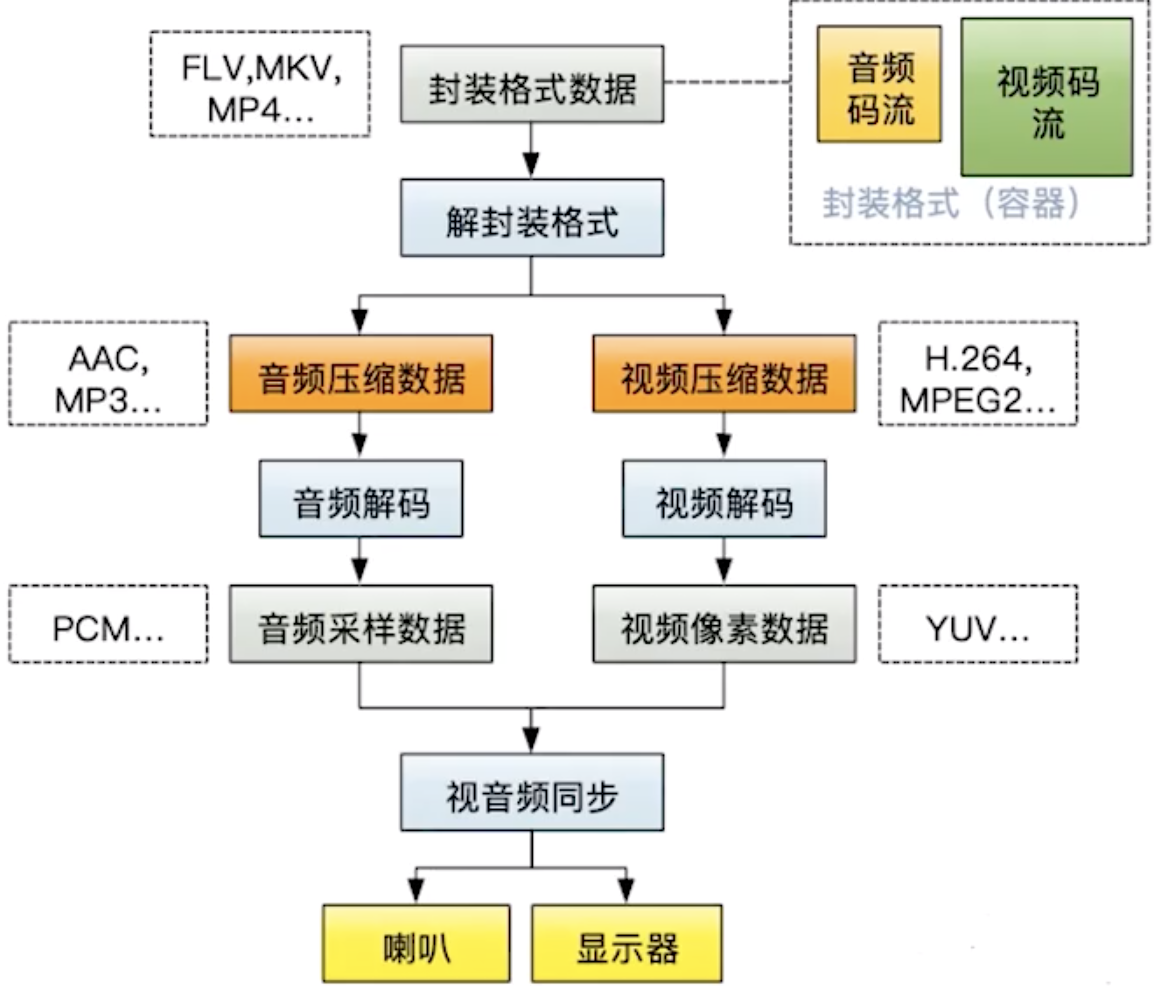 FLV,MKV,
MP4...
封装格式数据
音频
码流
视频码
流
封装格式（容器）
解封装格式
AAC,
MP3...
音频压缩数据
视频压缩数据
H.264,
MPEG2...
音频解码
视频解码
PCM...
音频采样数据
视频像素数据
YUV...
视音频同步
喇叭
显示器